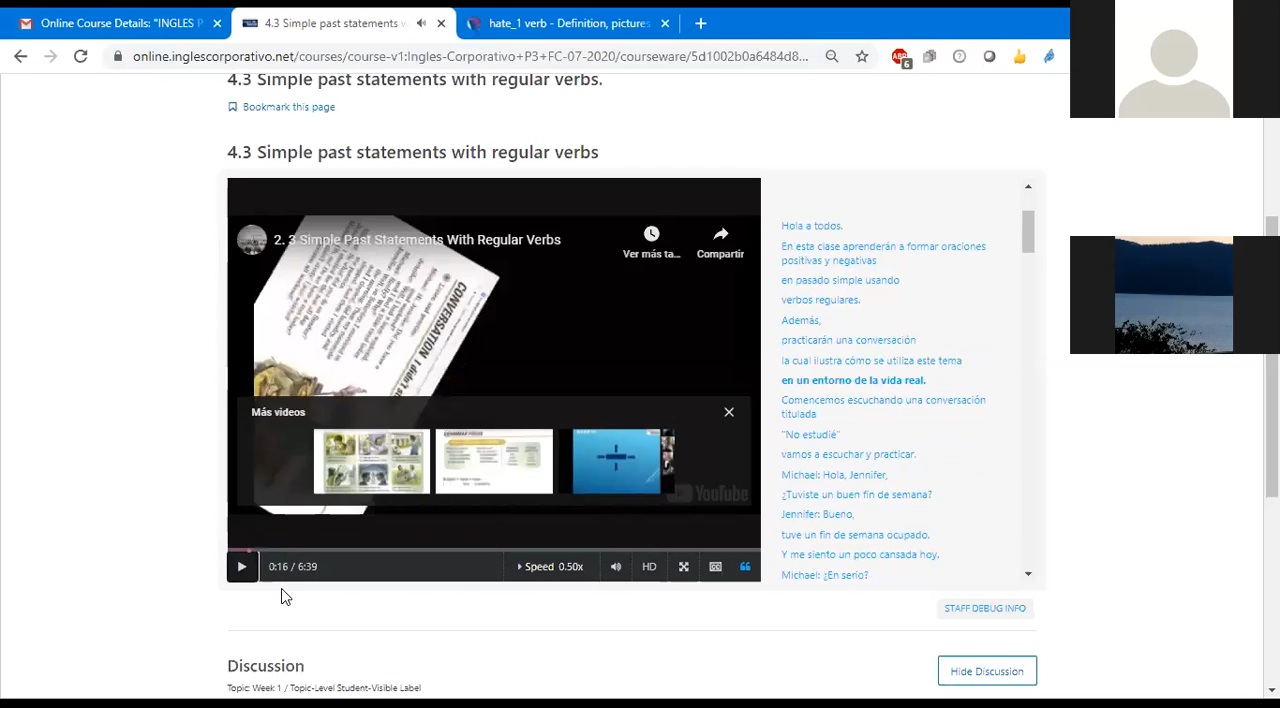 Online Course Details: "INGLES P
4.3 Simple past statements w
hate_1 verb - Definition, pictures
online.inglescorporativo.net/courses/course-v1:Ingles-Corporativo+P3+FC-07-2020/courseware/5d1002b0a6484d8...
6
4.3 Simple past statements with regular verbs.
Bookmark this page
4.3 Simple past statements with regular verbs
2. 3 Simple Past Statements With Regular Verbs
Ver más ta...
Compartir
CONVERSATION I didn't s
Más videos
YouTube
0:16 / 6:39
Speed 0.50x
HD
Hola a todos.
En esta clase aprenderán a formar oraciones
positivas y negativas
en pasado simple usando
verbos regulares.
Además,
practicarán una conversación
la cual ilustra cómo se utiliza este tema
en un entorno de la vida real.
Comencemos escuchando una conversación
titulada
"No estudié"
vamos a escuchar y practicar.
Michael: Hola, Jennifer,
¿Tuviste un buen fin de semana?
Jennifer: Bueno,
tuve un fin de semana ocupado.
Y me siento un poco cansada hoy.
Michael: ¿En serio?
STAFF DEBUG INFO
Discussion
Topic: Week 1 / Topic-Level Student-Visible Label
Hide Discussion